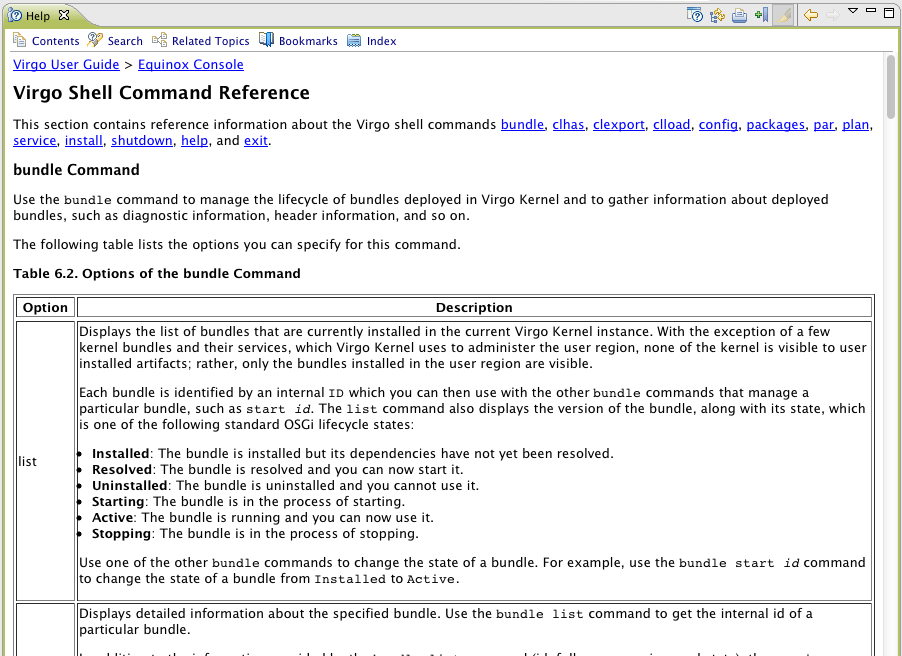 Help
Contents Search Related Topics Bookmarks Index
Virgo User Guide > Equinox Console
Virgo Shell Command Reference
This section contains reference information about the Virgo shell commands bundle, clhas, clexport, clload, config, packages, par, plan,
service, install, shutdown, help, and exit.
bundle Command
Use the bundle command to manage the lifecycle of bundles deployed in Virgo Kernel and to gather information about deployed
bundles, such as diagnostic information, header information, and so on.
The following table lists the options you can specify for this command.
Table 6.2. Options of the bundle Command
Option Description
list
Displays the list of bundles that are currently installed in the current Virgo Kernel instance. With the exception of a few
kernel bundles and their services, which Virgo Kernel uses to administer the user region, none of the kernel is visible to user
installed artifacts; rather, only the bundles installed in the user region are visible.
Each bundle is identified by an internal ID which you can then use with the other bundle commands that manage a
particular bundle, such as start id. The list command also displays the version of the bundle, along with its state, which
is one of the following standard OSGi lifecycle states:
• Installed: The bundle is installed but its dependencies have not yet been resolved.
• Resolved: The bundle is resolved and you can now start it.
• Uninstalled: The bundle is uninstalled and you cannot use it.
• Starting: The bundle is in the process of starting.
• Active: The bundle is running and you can now use it.
• Stopping: The bundle is in the process of stopping.
Use one of the other bundle commands to change the state of a bundle. For example, use the bundle start id command
to change the state of a bundle from Installed to Active.
Displays detailed information about the specified bundle. Use the bundle list command to get the internal id of a
particular bundle.